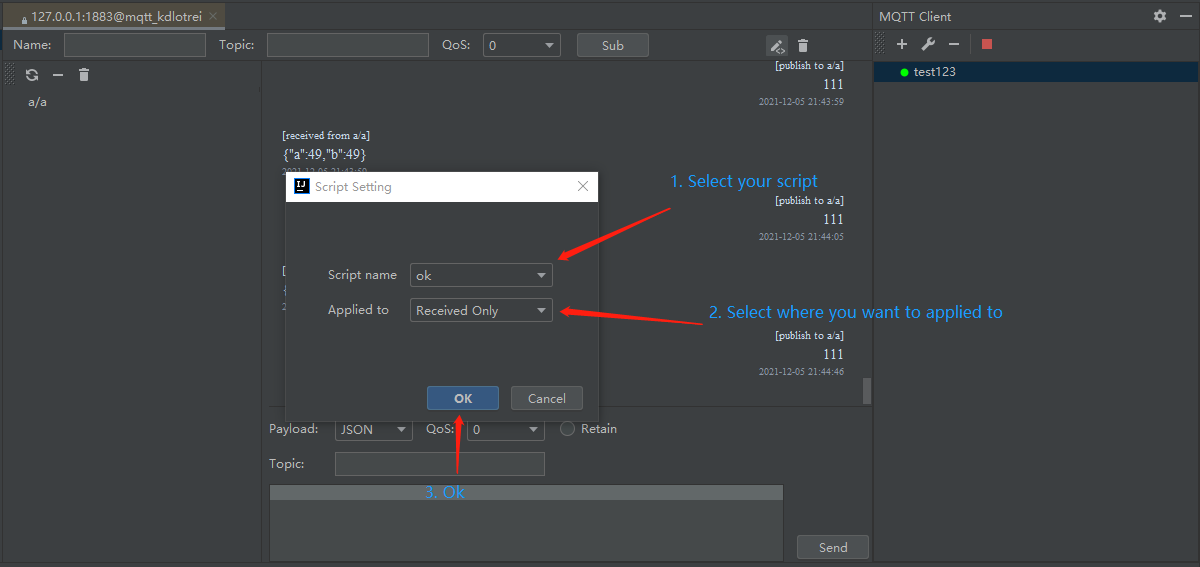 127.0.0.1:1883@mqtt_kdlotrei
MQTT Client
Name:
Topic:
QoS:
0
Sub
test123
a/a
[publish to a/a]
111
2021-12-05 21:43:59
[received from a/a]
{"a":49,"b":49}
IJ
Script Setting
1. Select your script
[publish to a/a]
111
2021-12-05 21:44:05
Script name
ok
Applied to
Received Only
2. Select where you want to applied to
[publish to a/a]
111
2021-12-05 21:44:46
OK
Cancel
Payload:
JSON
QoS:
0
Retain
Topic:
3. Ok
Send